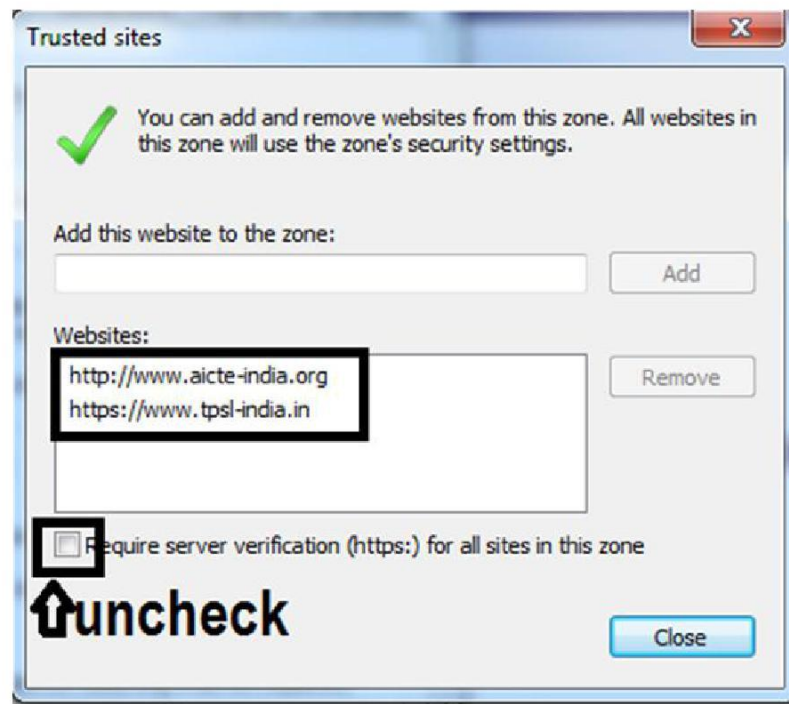 Trusted sites
You can add and remove websites from this zone. All websites in
this zone will use the zone's security settings.
Add this website to the zone:
Add
Websites:
http://www.aicte-india.org
https://www.tpsl-india.in
Remove
Require server verification (https:) for all sites in this zone
uncheck
Close